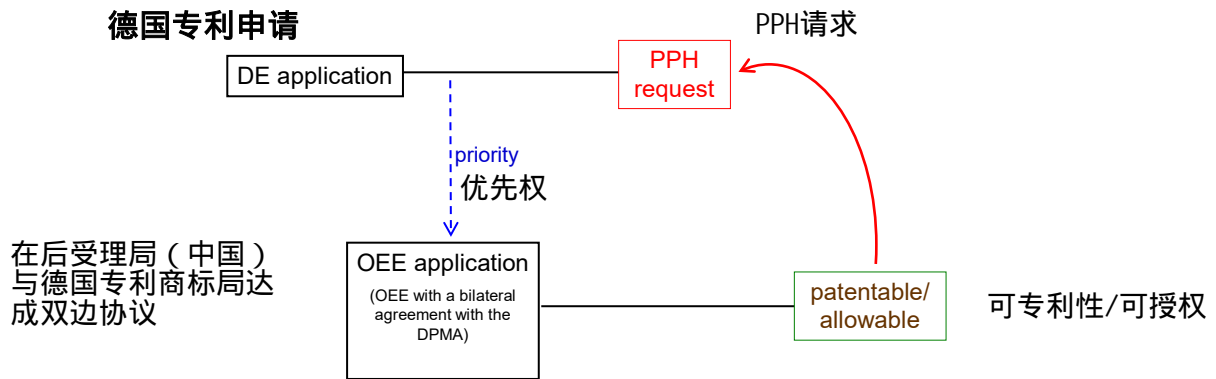 德国专利申请
PPH请求
DE application
PPH
request
priority
优先权
在后受理局（中国）
与德国专利商标局达
成双边协议
OEE application
(OEE with a bilateral
agreement with the
DPMA)
patentable/
allowable
可专利性/可授权